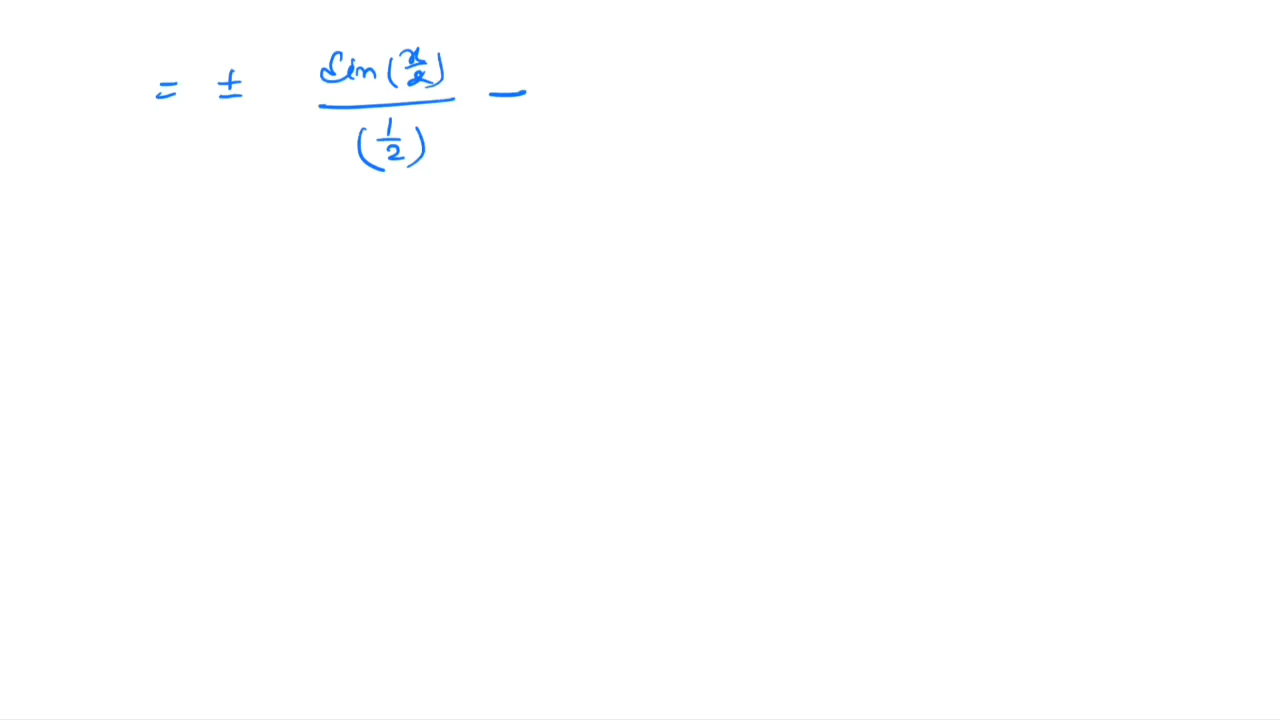 = ± sin(x/2)/(1/2) −